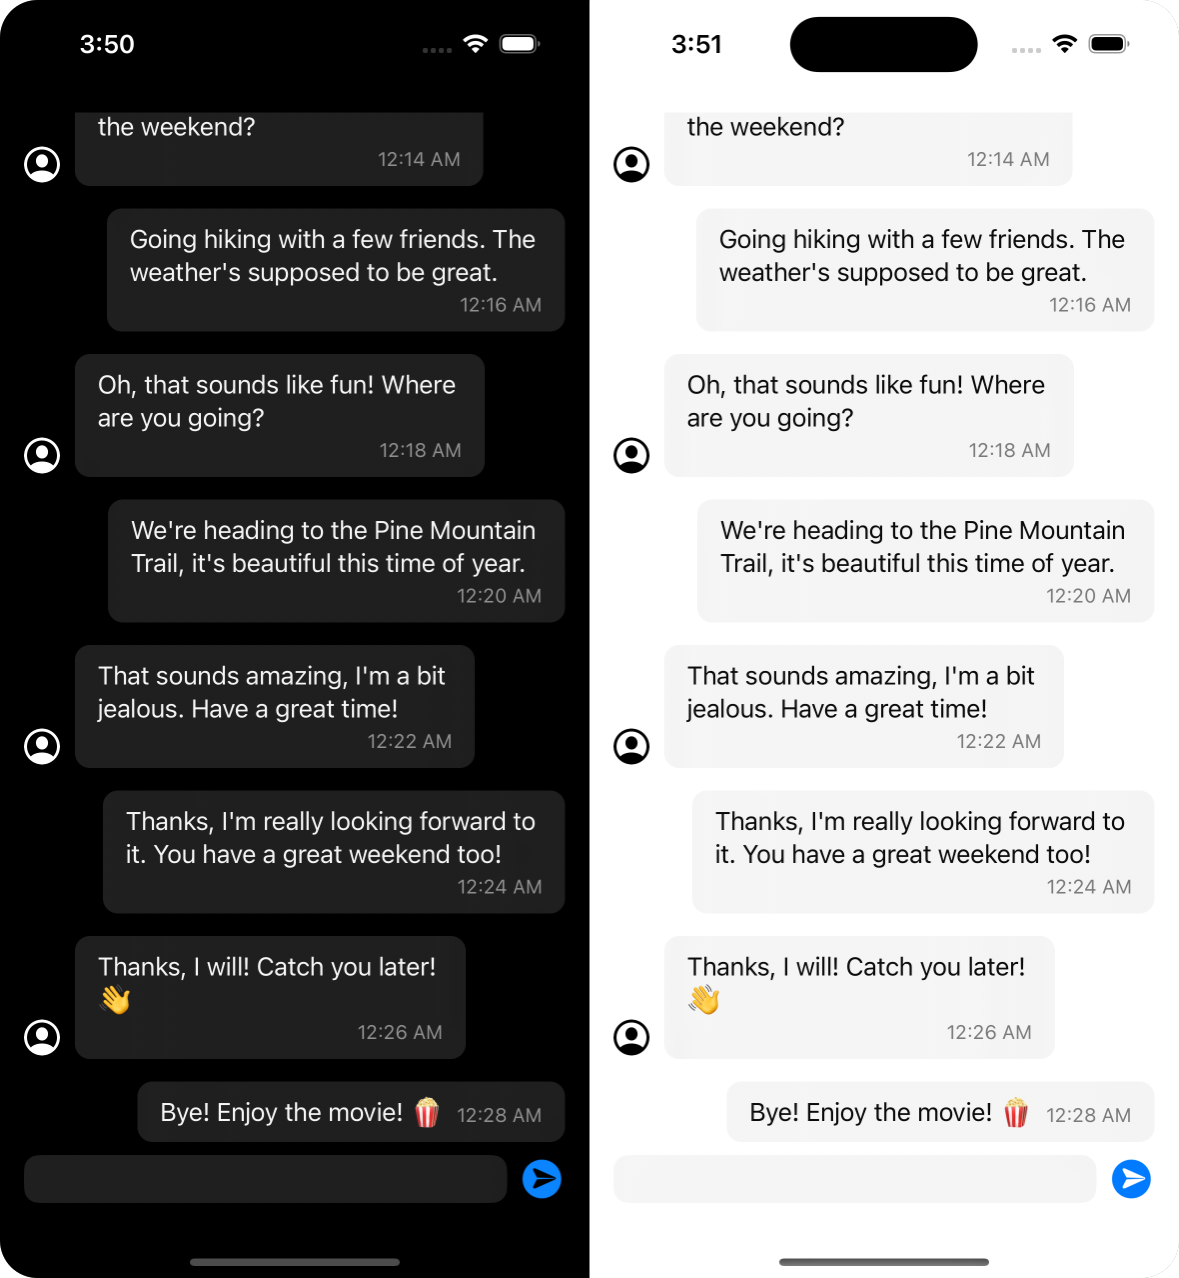 3:50
the weekend?
12:14 AM
Going hiking with a few friends. The
weather's supposed to be great.
12:16 AM
Oh, that sounds like fun! Where
are you going?
12:18 AM
We're heading to the Pine Mountain
Trail, it's beautiful this time of year.
12:20 AM
That sounds amazing, I'm a bit
jealous. Have a great time!
12:22 AM
Thanks, I'm really looking forward to
it. You have a great weekend too!
12:24 AM
Thanks, I will! Catch you later!
👋
12:26 AM
Bye! Enjoy the movie! 🍿 12:28 AM
3:51
the weekend?
12:14 AM
Going hiking with a few friends. The
weather's supposed to be great.
12:16 AM
Oh, that sounds like fun! Where
are you going?
12:18 AM
We're heading to the Pine Mountain
Trail, it's beautiful this time of year.
12:20 AM
That sounds amazing, I'm a bit
jealous. Have a great time!
12:22 AM
Thanks, I'm really looking forward to
it. You have a great weekend too!
12:24 AM
Thanks, I will! Catch you later!
👋
12:26 AM
Bye! Enjoy the movie! 🍿 12:28 AM